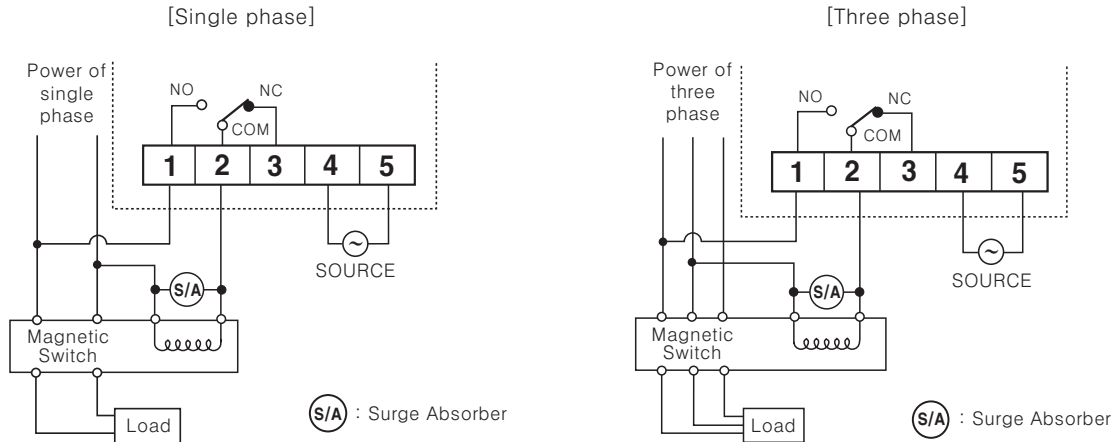 [Single phase]
Power of
single
phase
NO
NC
COM
1 2 3 4 5
~
SOURCE
S/A
Magnetic
Switch
Load
S/A : Surge Absorber
[Three phase]
Power of
three
phase
NO
NC
COM
1 2 3 4 5
~
SOURCE
S/A
Magnetic
Switch
Load
S/A : Surge Absorber